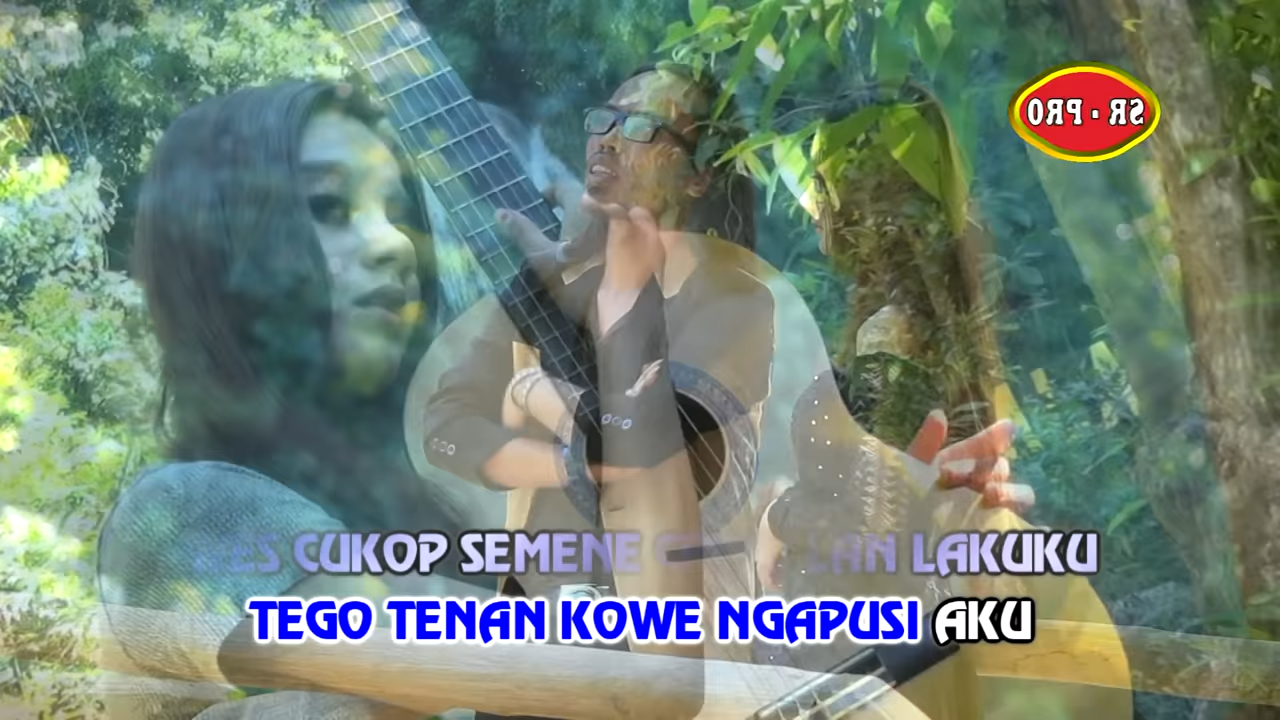 SR • PRO
CUKOP SEMENE LAKUKU
TEGO TENAN KOWE NGAPUSI AKU